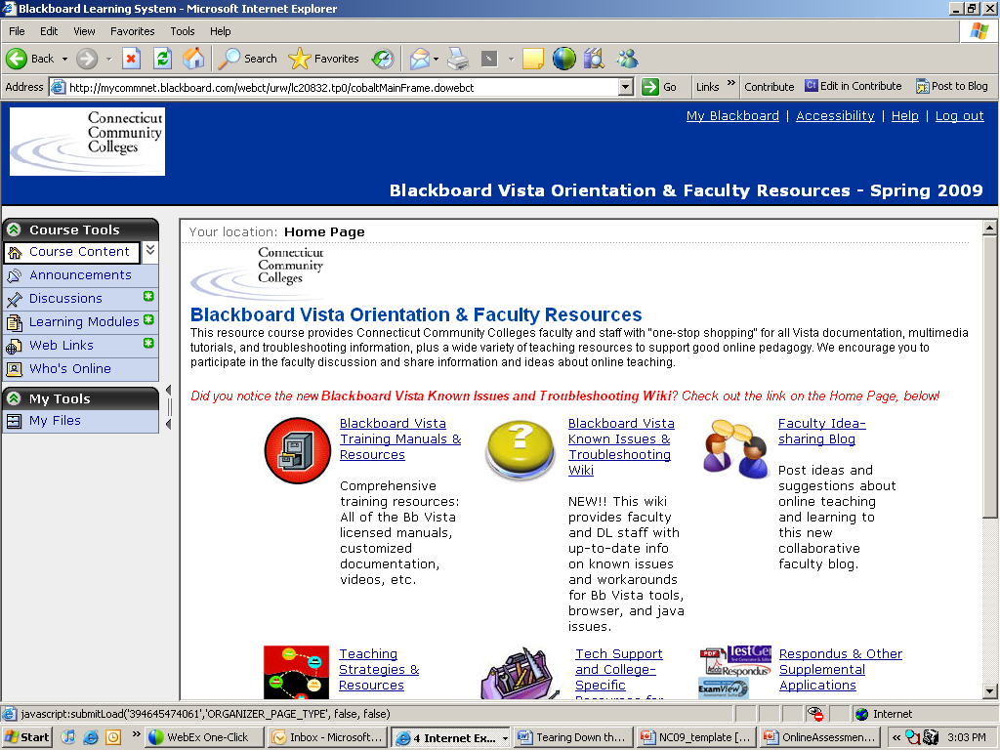 Blackboard Learning System - Microsoft Internet Explorer
File Edit View Favorites Tools Help
Back Search Favorites
Address http://mycommnet.blackboard.com/webct/urw/lc20832.tp0/cobaltMainFrame.dowebct Go Links » Contribute Ct Edit in Contribute Post to Blog
Connecticut
Community
Colleges
My Blackboard | Accessibility | Help | Log out
Blackboard Vista Orientation & Faculty Resources - Spring 2009
Course Tools
Course Content
Announcements
Discussions
Learning Modules
Web Links
Who's Online
My Tools
My Files
Your location: Home Page
Connecticut
Community
Colleges
Blackboard Vista Orientation & Faculty Resources
This resource course provides Connecticut Community Colleges faculty and staff with "one-stop shopping" for all Vista documentation, multimedia
tutorials, and troubleshooting information, plus a wide variety of teaching resources to support good online pedagogy. We encourage you to
participate in the faculty discussion and share information and ideas about online teaching.
Did you notice the new Blackboard Vista Known Issues and Troubleshooting Wiki? Check out the link on the Home Page, below!
Blackboard Vista
Training Manuals &
Resources
Comprehensive
training resources:
All of the Bb Vista
licensed manuals,
customized
documentation,
videos, etc.
?
Blackboard Vista
Known Issues &
Troubleshooting
Wiki
NEW!! This wiki
provides faculty
and DL staff with
up-to-date info
on known issues
and workarounds
for Bb Vista tools,
browser, and java
issues.
Faculty Idea-
sharing Blog
Post ideas and
suggestions about
online teaching
and learning to
this new
collaborative
faculty blog.
Teaching
Strategies &
Resources
Tech Support
and College-
Specific
Resources for
PDF TestGen
Respondus
ExamView
Respondus & Other
Supplemental
Applications
javascript:submitLoad('394645474061','ORGANIZER_PAGE_TYPE', false, false) Internet
Start » WebEx One-Click Inbox - Microsoft... 4 Internet Ex... Tearing Down th... NC09_template [... OnlineAssessmen... « 3:03 PM